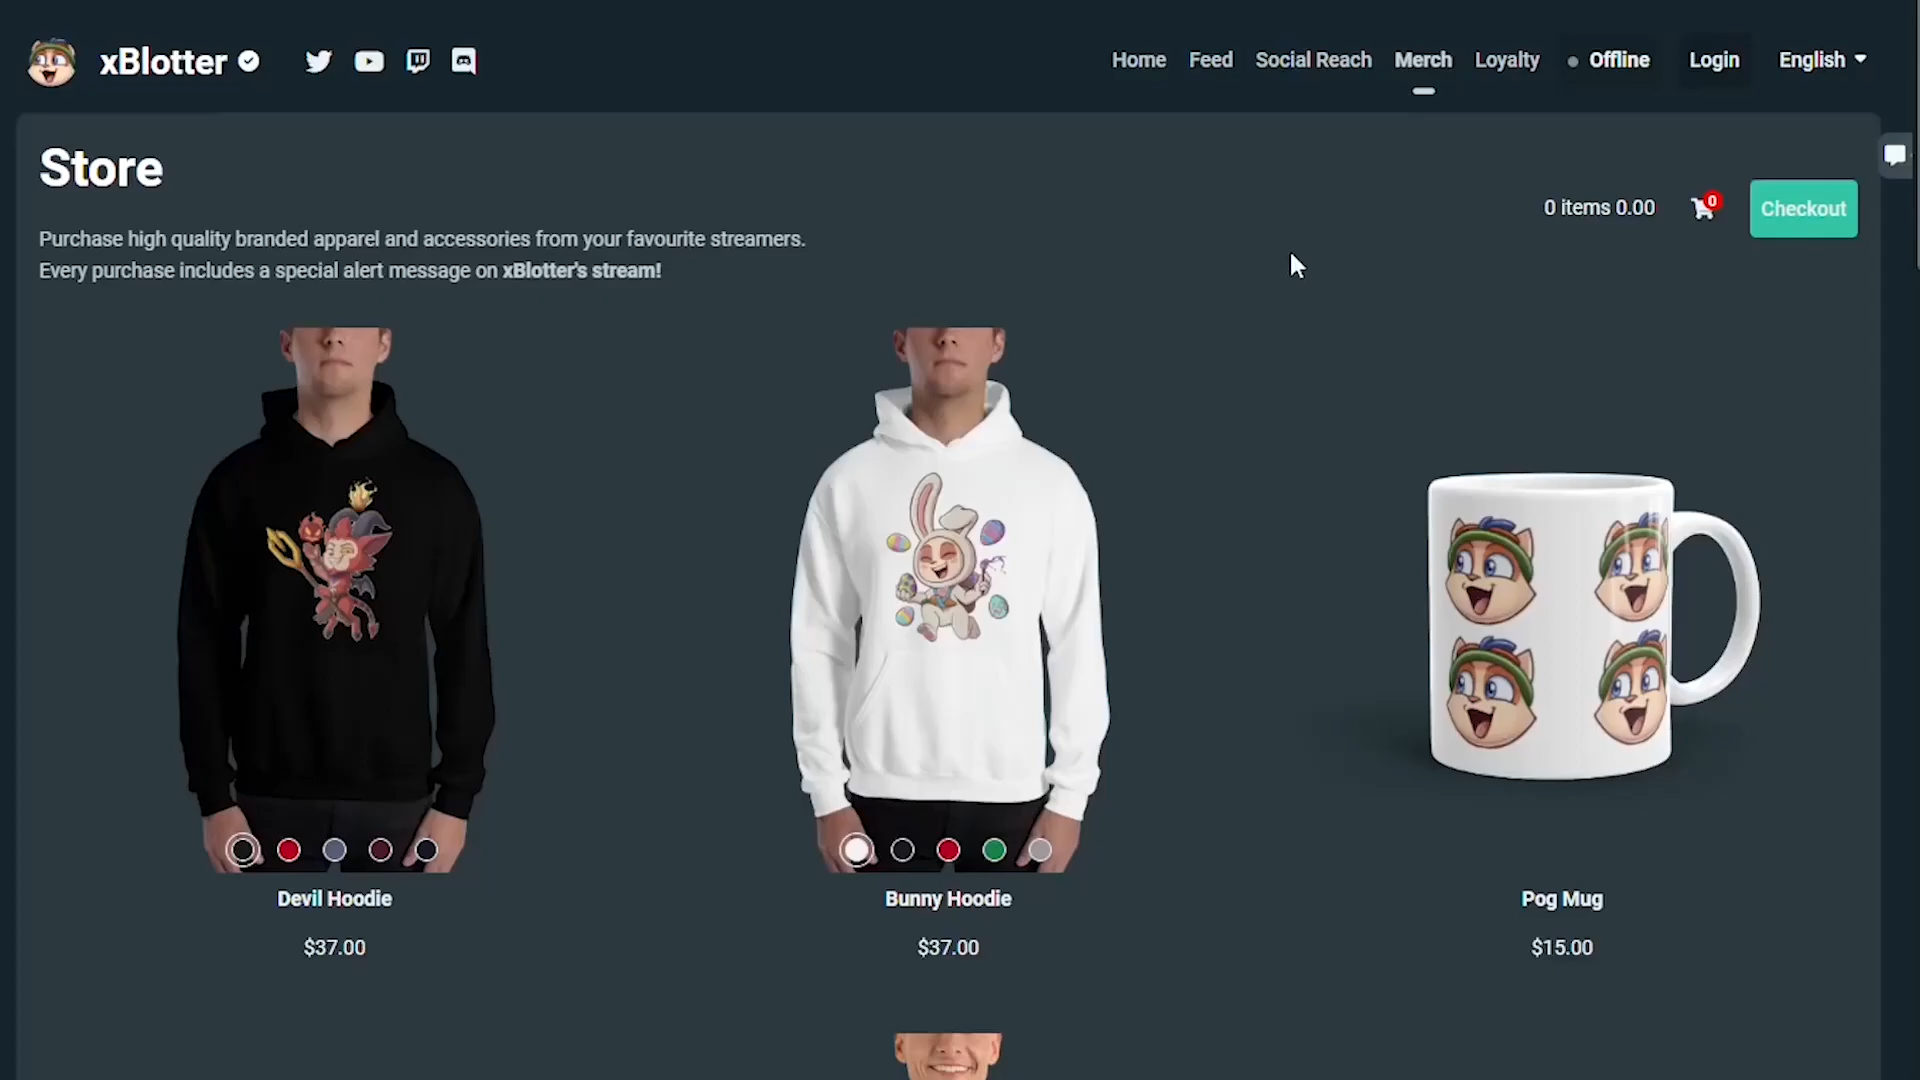 xBlotter
Home Feed Social Reach Merch Loyalty Offline Login English
Store
0 items 0.00
0
Checkout
Purchase high quality branded apparel and accessories from your favourite streamers.
Every purchase includes a special alert message on xBlotter's stream!
Devil Hoodie
Bunny Hoodie
Pog Mug
$37.00
$37.00
$15.00